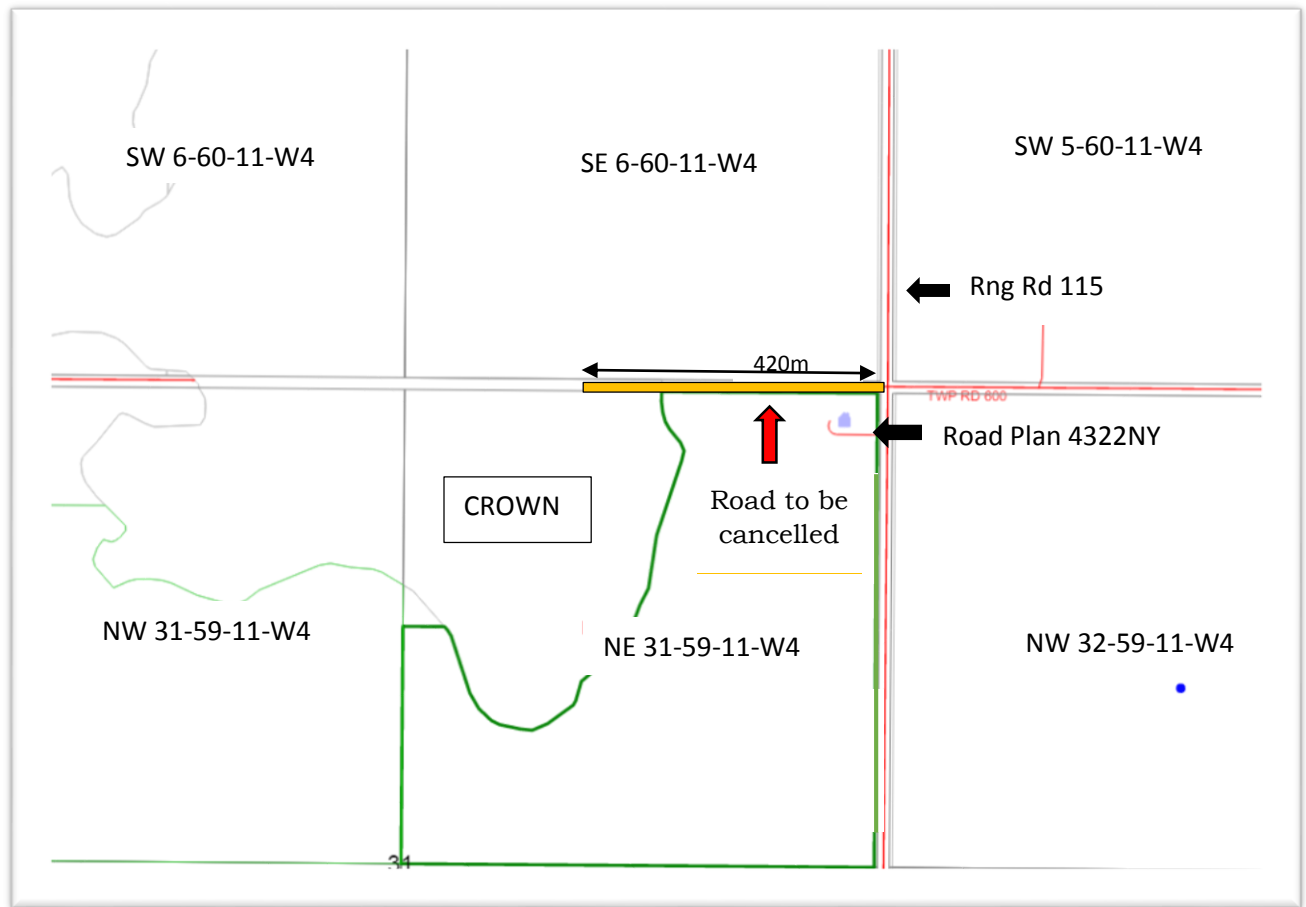 SW 6-60-11-W4
SE 6-60-11-W4
SW 5-60-11-W4
Rng Rd 115
420m
TWP RD 600
Road Plan 4322NY
CROWN
Road to be
cancelled
NW 31-59-11-W4
NE 31-59-11-W4
NW 32-59-11-W4
31